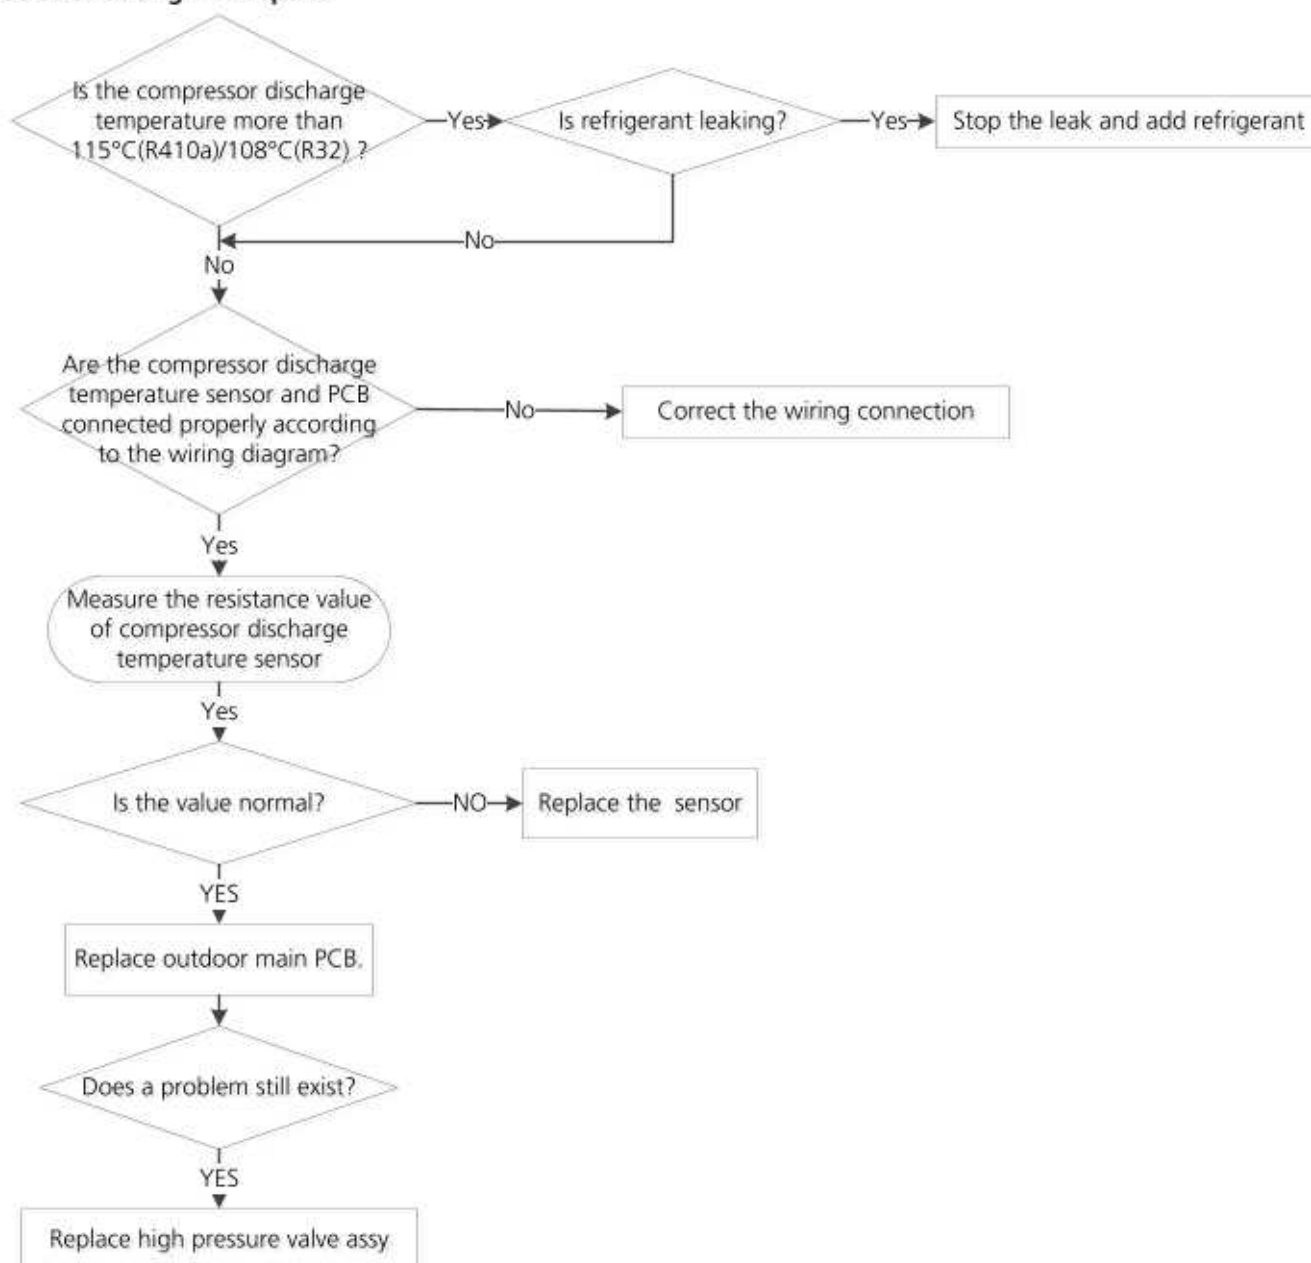 Is the compressor discharge
temperature more than
115°C(R410a)/108°C(R32) ?
Yes
Is refrigerant leaking?
Yes
Stop the leak and add refrigerant
No
No
Are the compressor discharge
temperature sensor and PCB
connected properly according
to the wiring diagram?
No
Correct the wiring connection
Yes
Measure the resistance value
of compressor discharge
temperature sensor
Yes
Is the value normal?
NO
Replace the sensor
YES
Replace outdoor main PCB.
Does a problem still exist?
YES
Replace high pressure valve assy